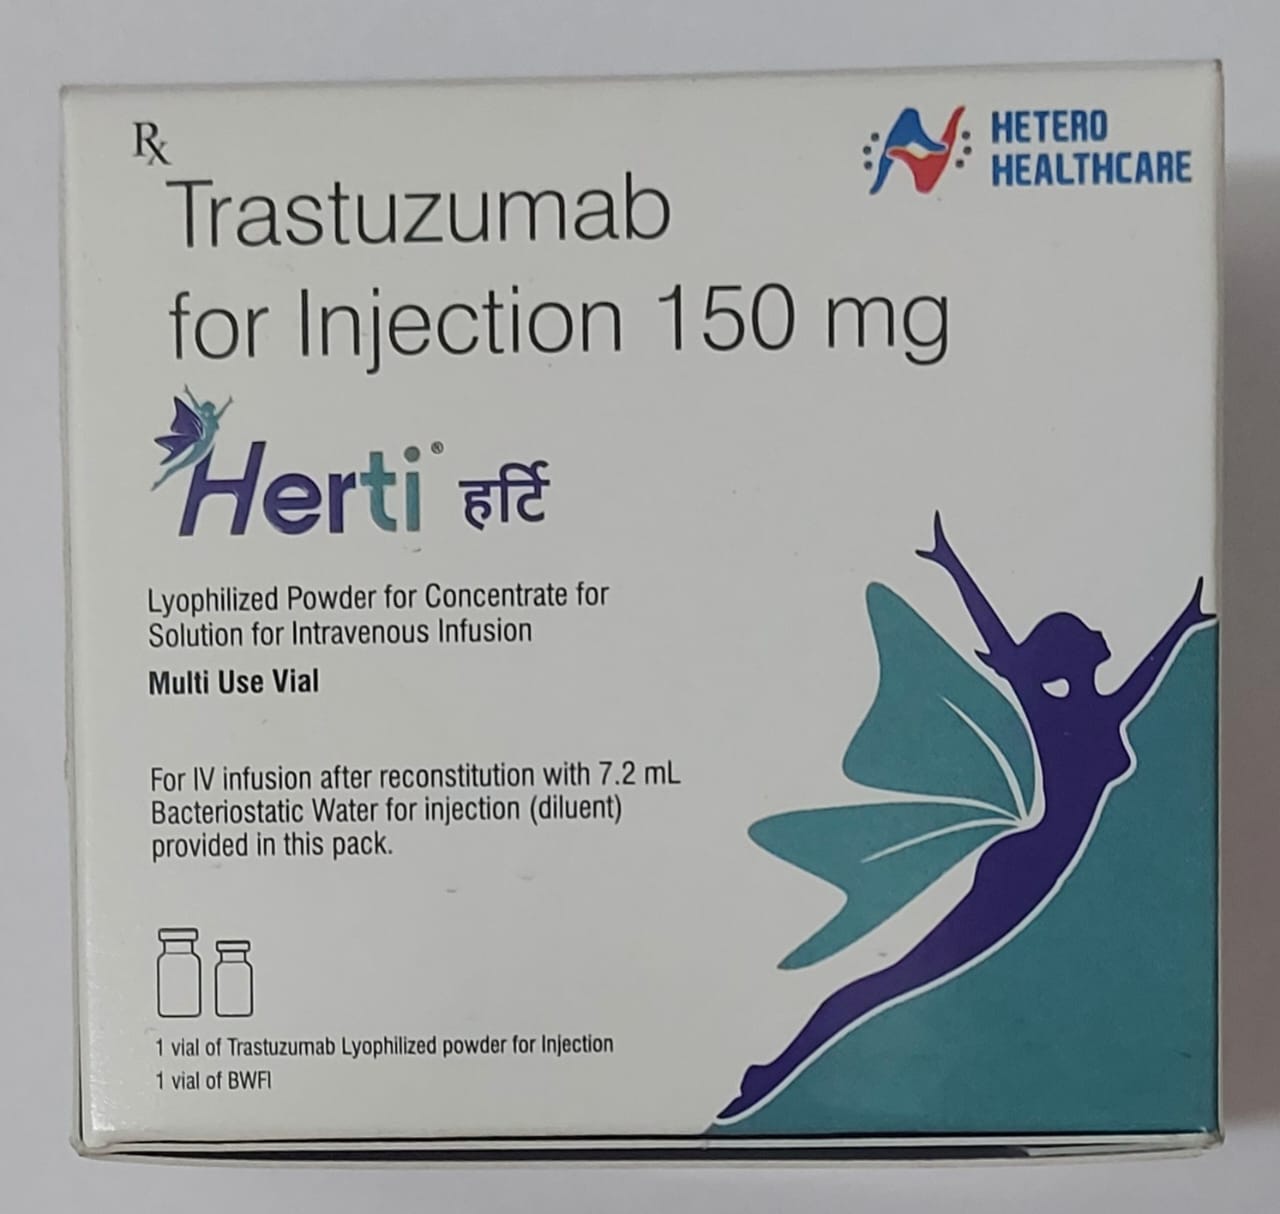 Rx
HETERO
HEALTHCARE
Trastuzumab
for Injection 150 mg
Herti® हर्टि
Lyophilized Powder for Concentrate for
Solution for Intravenous Infusion
Multi Use Vial
For IV infusion after reconstitution with 7.2 mL
Bacteriostatic Water for injection (diluent)
provided in this pack.
1 vial of Trastuzumab Lyophilized powder for Injection
1 vial of BWFI